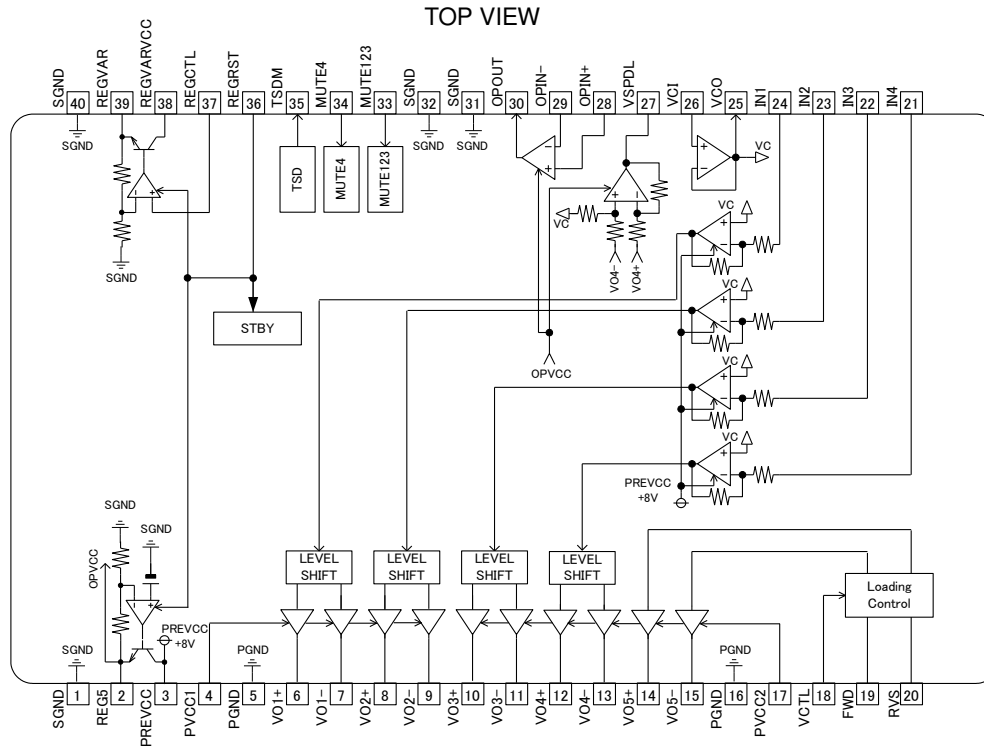 TOP VIEW
SGND
REGVAR
REGVARVCC
REGCTL
REGRST
TSDM
MUTE4
MUTE123
SGND
SGND
OPOUT
OPIN-
OPIN+
VSPDL
VCI
VCO
IN1
IN2
IN3
IN4
40
39
38
37
36
35
34
33
32
31
30
29
28
27
26
25
24
23
22
21
SGND
SGND
SGND
TSD
MUTE4
MUTE123
-
+
-
+
+
-
+
-
VC
VC
VO4-
VO4+
SGND
STBY
OPVCC
VC
+
-
VC
+
-
VC
+
-
VC
+
-
PREVCC
+8V
SGND
SGND
OPVCC
-
+
PREVCC
+8V
LEVEL
SHIFT
LEVEL
SHIFT
LEVEL
SHIFT
LEVEL
SHIFT
Loading
Control
SGND
PGND
PGND
1
2
3
4
5
6
7
8
9
10
11
12
13
14
15
16
17
18
19
20
SGND
REG5
PREVCC
PVCC1
PGND
VO1+
VO1-
VO2+
VO2-
VO3+
VO3-
VO4+
VO4-
VO5+
VO5-
PGND
PVCC2
VCTL
FWD
RVS